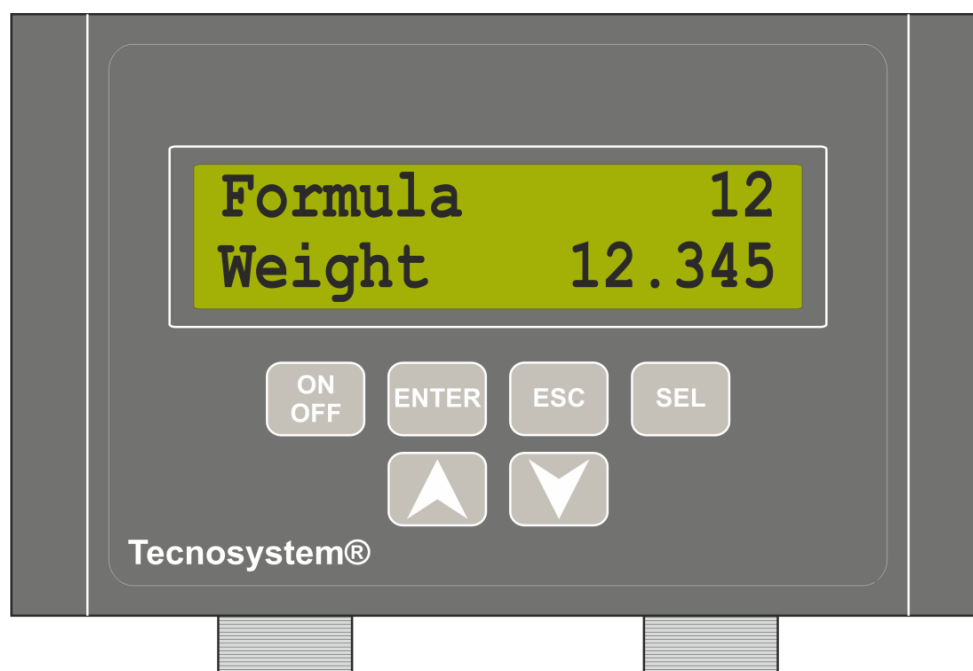 Formula 12
Weight 12.345
ON
OFF
ENTER
ESC
SEL
Tecnosystem®